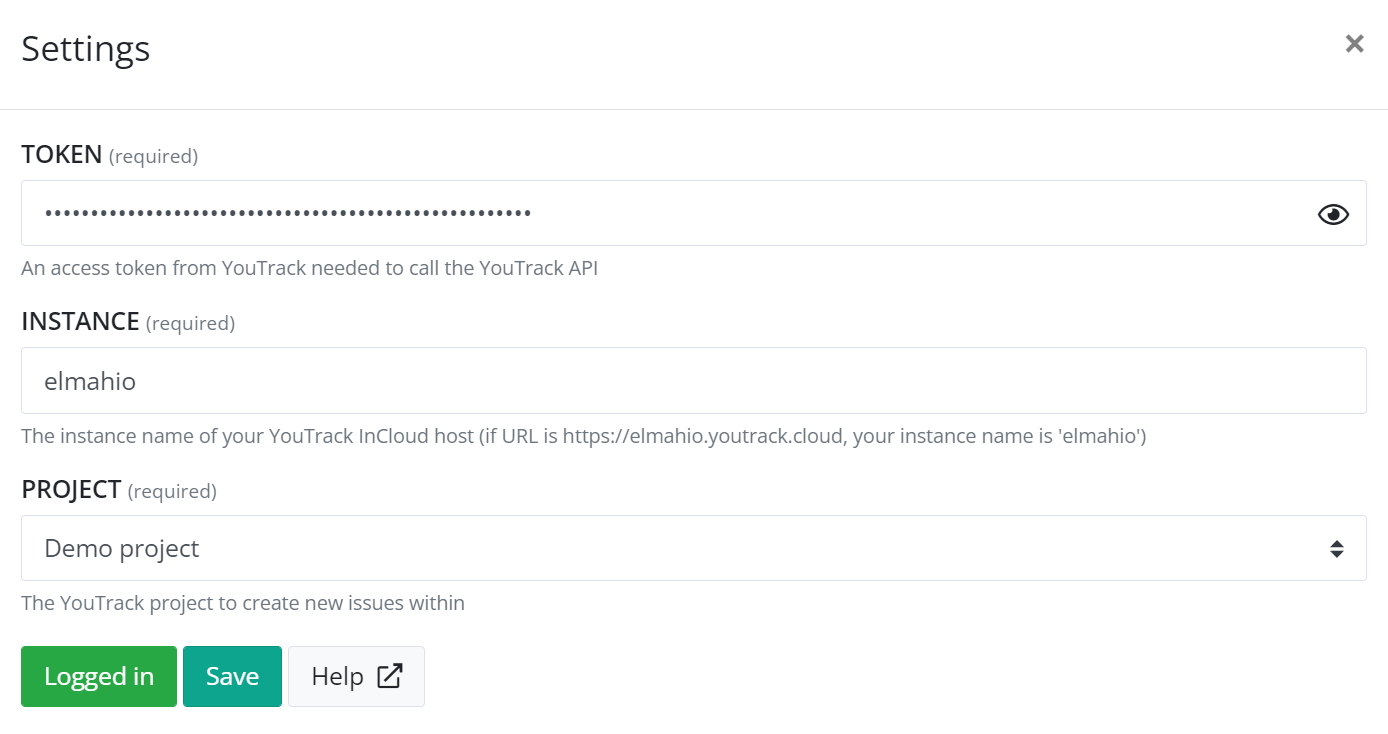 Settings
TOKEN (required)
An access token from YouTrack needed to call the YouTrack API
INSTANCE (required)
elmahio
The instance name of your YouTrack InCloud host (if URL is https://elmahio.youtrack.cloud, your instance name is 'elmahio')
PROJECT (required)
Demo project
The YouTrack project to create new issues within
Logged in Save Help